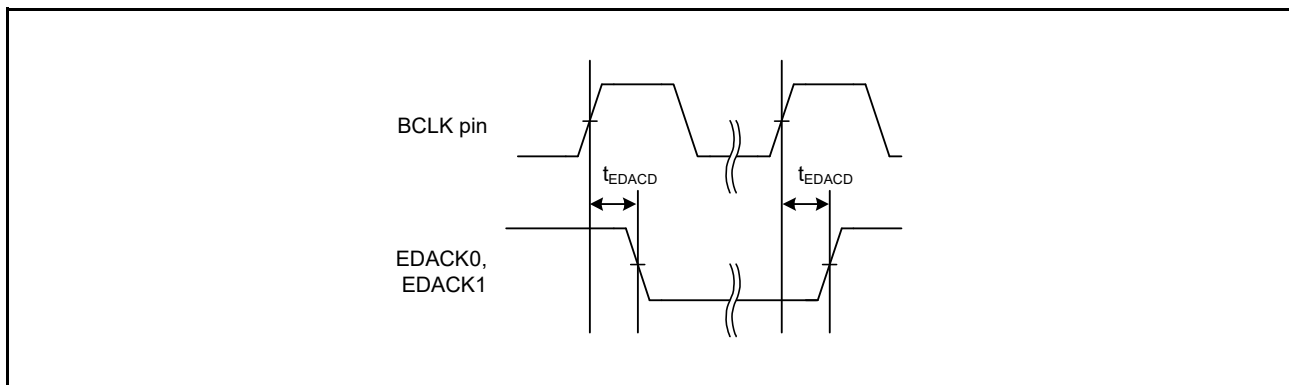 BCLK pin
tEDACD
tEDACD
EDACK0,
EDACK1